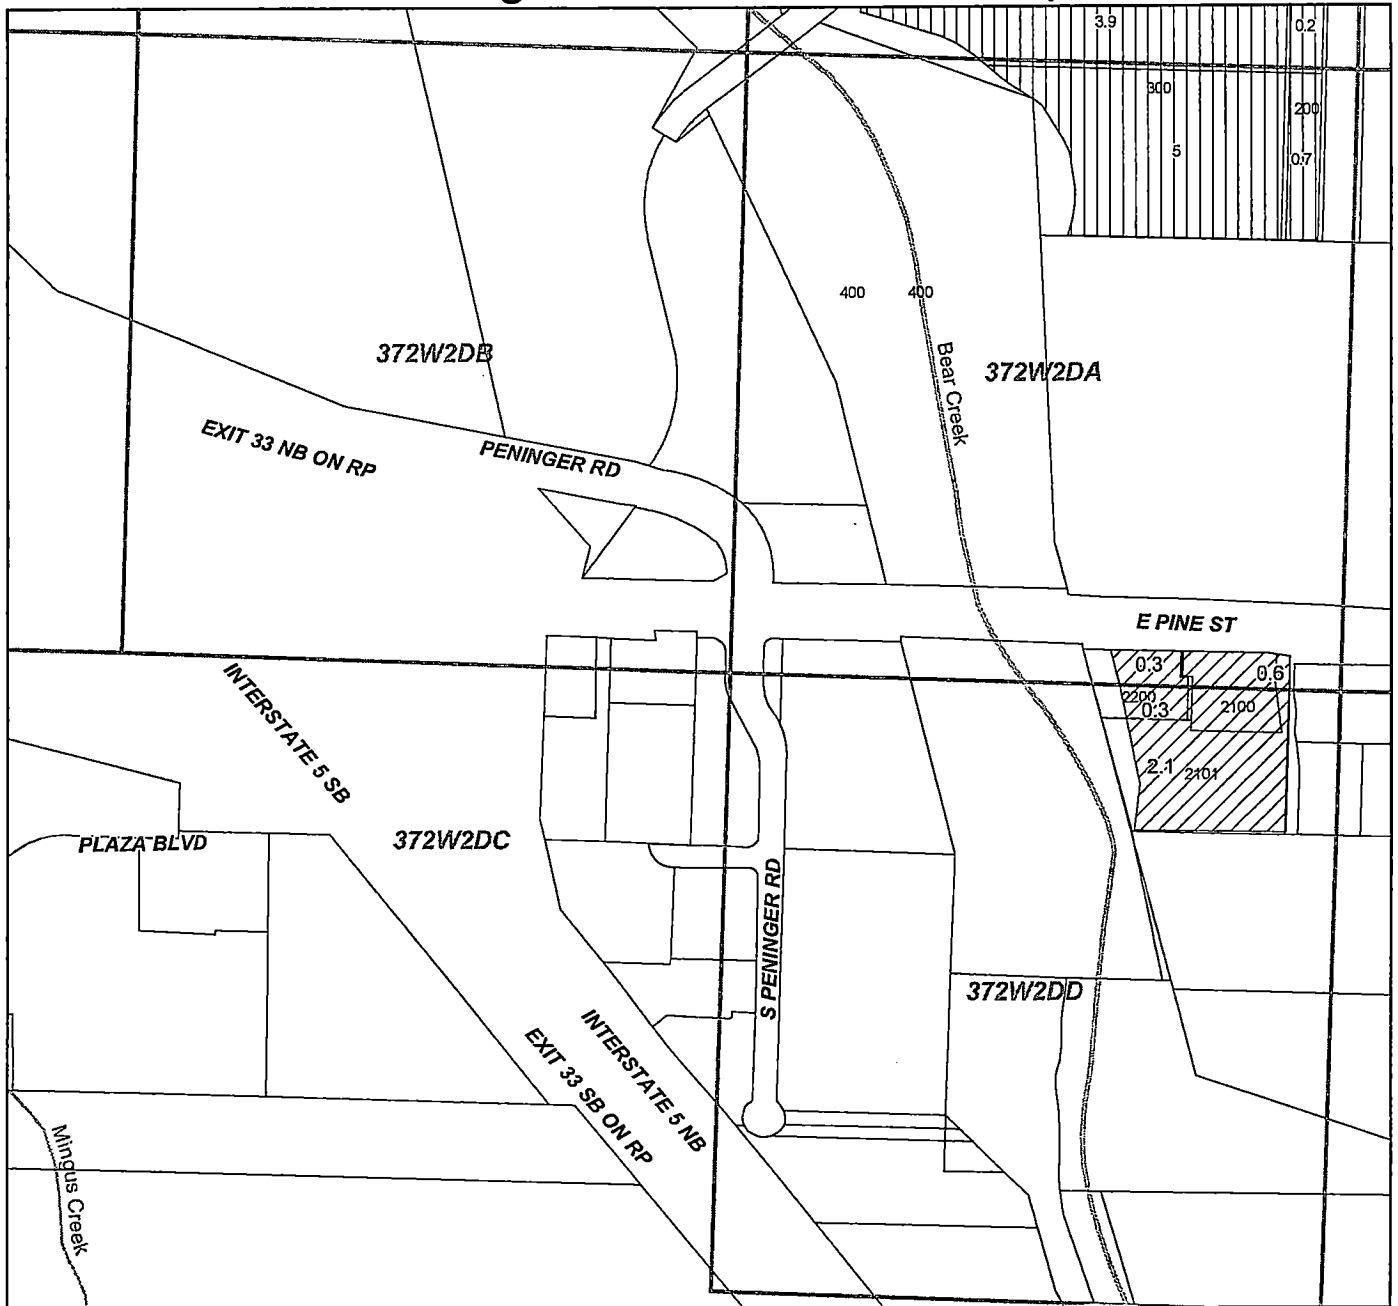 3.9
0.2
300
200
5
0.7
400
400
372W2DB
Bear Creek
372W2DA
EXIT 33 NB ON RP
PENINGER RD
E PINE ST
0.3
0.6
2200
0.3
2100
2.1
2101
INTERSTATE 5 SB
PLAZA BLVD
372W2DC
S PENINGER RD
372W2DD
INTERSTATE 5 NB
EXIT 33 SB ON RP
Mingus Creek